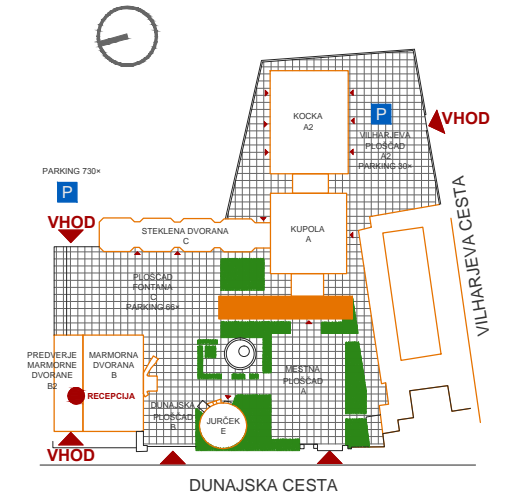 KOCKA
A2
P
VHOD
VILHARJEVA
PLOŠČAD
A2
PARKING 30×
PARKING 730×
P
VHOD
STEKLENA DVORANA
C
KUPOLA
A
VILHARJEVA CESTA
PLOŠČAD
FONTANA
C
PARKING 66×
PREDVERJE
MARMORNE
DVORANE
B2
MARMORNA
DVORANA
B
RECEPCIJA
MESTNA
PLOŠČAD
A
DUNAJSKA
PLOŠČAD
B
JURČEK
E
VHOD
DUNAJSKA CESTA